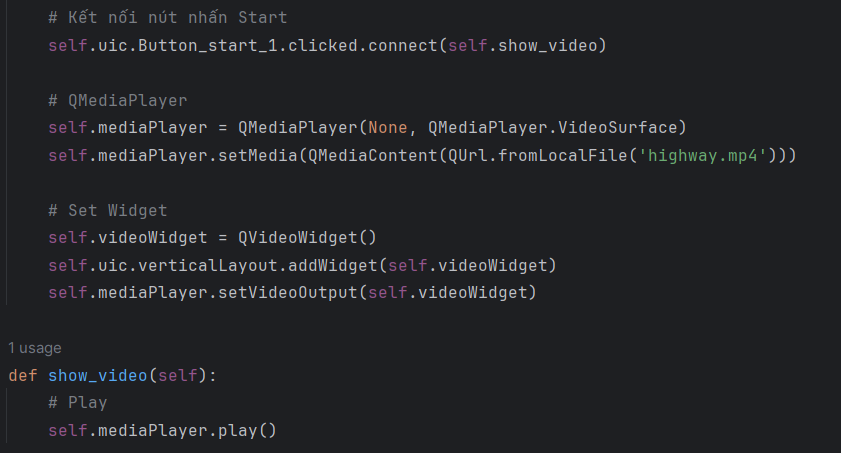 # Kết nối nút nhấn Start
self.uic.Button_start_1.clicked.connect(self.show_video)
# QMediaPlayer
self.mediaPlayer = QMediaPlayer(None, QMediaPlayer.VideoSurface)
self.mediaPlayer.setMedia(QMediaContent(QUrl.fromLocalFile('highway.mp4')))
# Set Widget
self.videoWidget = QVideoWidget()
self.uic.verticalLayout.addWidget(self.videoWidget)
self.mediaPlayer.setVideoOutput(self.videoWidget)
1 usage
def show_video(self):
# Play
self.mediaPlayer.play()